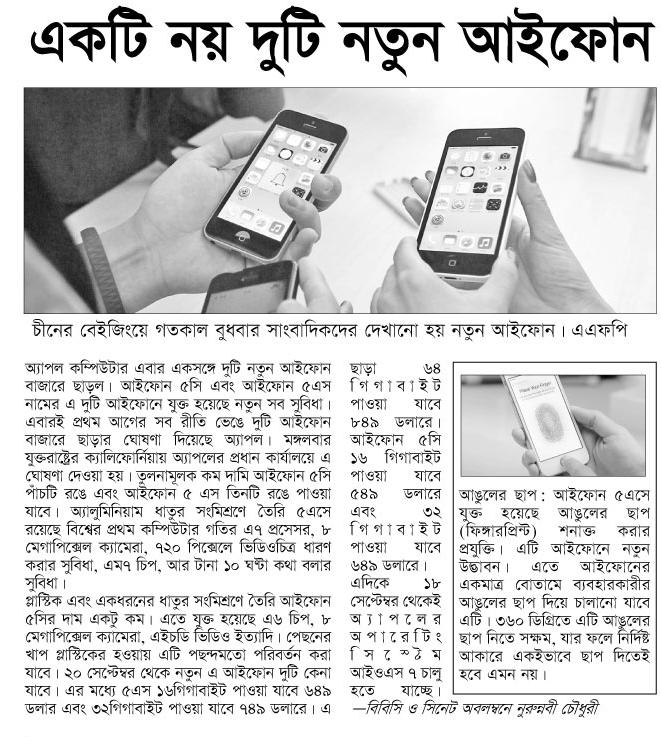 একটি নয় দুটি নতুন আইফোন
চীনের বেইজিংয়ে গতকাল বুধবার সাংবাদিকদের দেখানো হয় নতুন আইফোন। এএফপি
অ্যাপল কম্পিউটার এবার একসঙ্গে দুটি নতুন আইফোন
বাজারে ছাড়ল। আইফোন ৫সি এবং আইফোন ৫এস
নামের এ দুটি আইফোনে যুক্ত হয়েছে নতুন সব সুবিধা।
এবারই প্রথম আগের সব রীতি ভেঙে দুটি আইফোন
বাজারে ছাড়ার ঘোষণা দিয়েছে অ্যাপল। মঙ্গলবার
যুক্তরাষ্ট্রের ক্যালিফোর্নিয়ায় অ্যাপলের প্রধান কার্যালয়ে এ
ঘোষণা দেওয়া হয়। তুলনামূলক কম দামি আইফোন ৫সি
পাঁচটি রঙে এবং আইফোন ৫ এস তিনটি রঙে পাওয়া
যাবে। অ্যালুমিনিয়াম ধাতুর সংমিশ্রণে তৈরি ৫এসে
রয়েছে বিশ্বের প্রথম কম্পিউটার গতির এ৭ প্রসেসর, ৮
মেগাপিক্সেল ক্যামেরা, ৭২০ পিক্সেলে ভিডিওচিত্র ধারণ
করার সুবিধা, এম৭ চিপ, আর টানা ১০ ঘণ্টা কথা বলার
সুবিধা।
প্লাস্টিক এবং একধরনের ধাতুর সংমিশ্রণে তৈরি আইফোন
৫সির দাম একটু কম। এতে যুক্ত হয়েছে এ৬ চিপ, ৮
মেগাপিক্সেল ক্যামেরা, এইচডি ভিডিও ইত্যাদি। পেছনের
খাপ প্লাস্টিকের হওয়ায় এটি পছন্দমতো পরিবর্তন করা
যাবে। ২০ সেপ্টেম্বর থেকে নতুন এ আইফোন দুটি কেনা
যাবে। এর মধ্যে ৫এস ১৬গিগাবাইট পাওয়া যাবে ৬৪৯
ডলার এবং ৩২গিগাবাইট পাওয়া যাবে ৭৪৯ ডলারে। এ
ছাড়া ৬৪
গিগাবাইট
পাওয়া যাবে
৮৪৯ ডলারে।
আইফোন ৫সি
১৬ গিগাবাইট
পাওয়া যাবে
৫৪৯ ডলারে
এবং ৩২
গিগাবাইট
পাওয়া যাবে
৬৪৯ ডলারে।
এদিকে ১৮
সেপ্টেম্বর থেকেই
অ্যাপলের
অপারেটিং
সিস্টেম
আইওএস ৭ চালু
হতে যাচ্ছে।
আঙুলের ছাপ: আইফোন ৫এসে
যুক্ত হয়েছে আঙুলের ছাপ
(ফিঙ্গারপ্রিন্ট) শনাক্ত করার
প্রযুক্তি। এটি আইফোনে নতুন
উদ্ভাবন। এতে আইফোনের
একমাত্র বোতামে ব্যবহারকারীর
আঙুলের ছাপ দিয়ে চালানো যাবে
এটি। ৩৬০ ডিগ্রিতে এটি আঙুলের
ছাপ নিতে সক্ষম, যার ফলে নির্দিষ্ট
আকারে একইভাবে ছাপ দিতেই
হবে এমন নয়।
—বিবিসি ও সিনেট অবলম্বনে নুরুন্নবী চৌধুরী